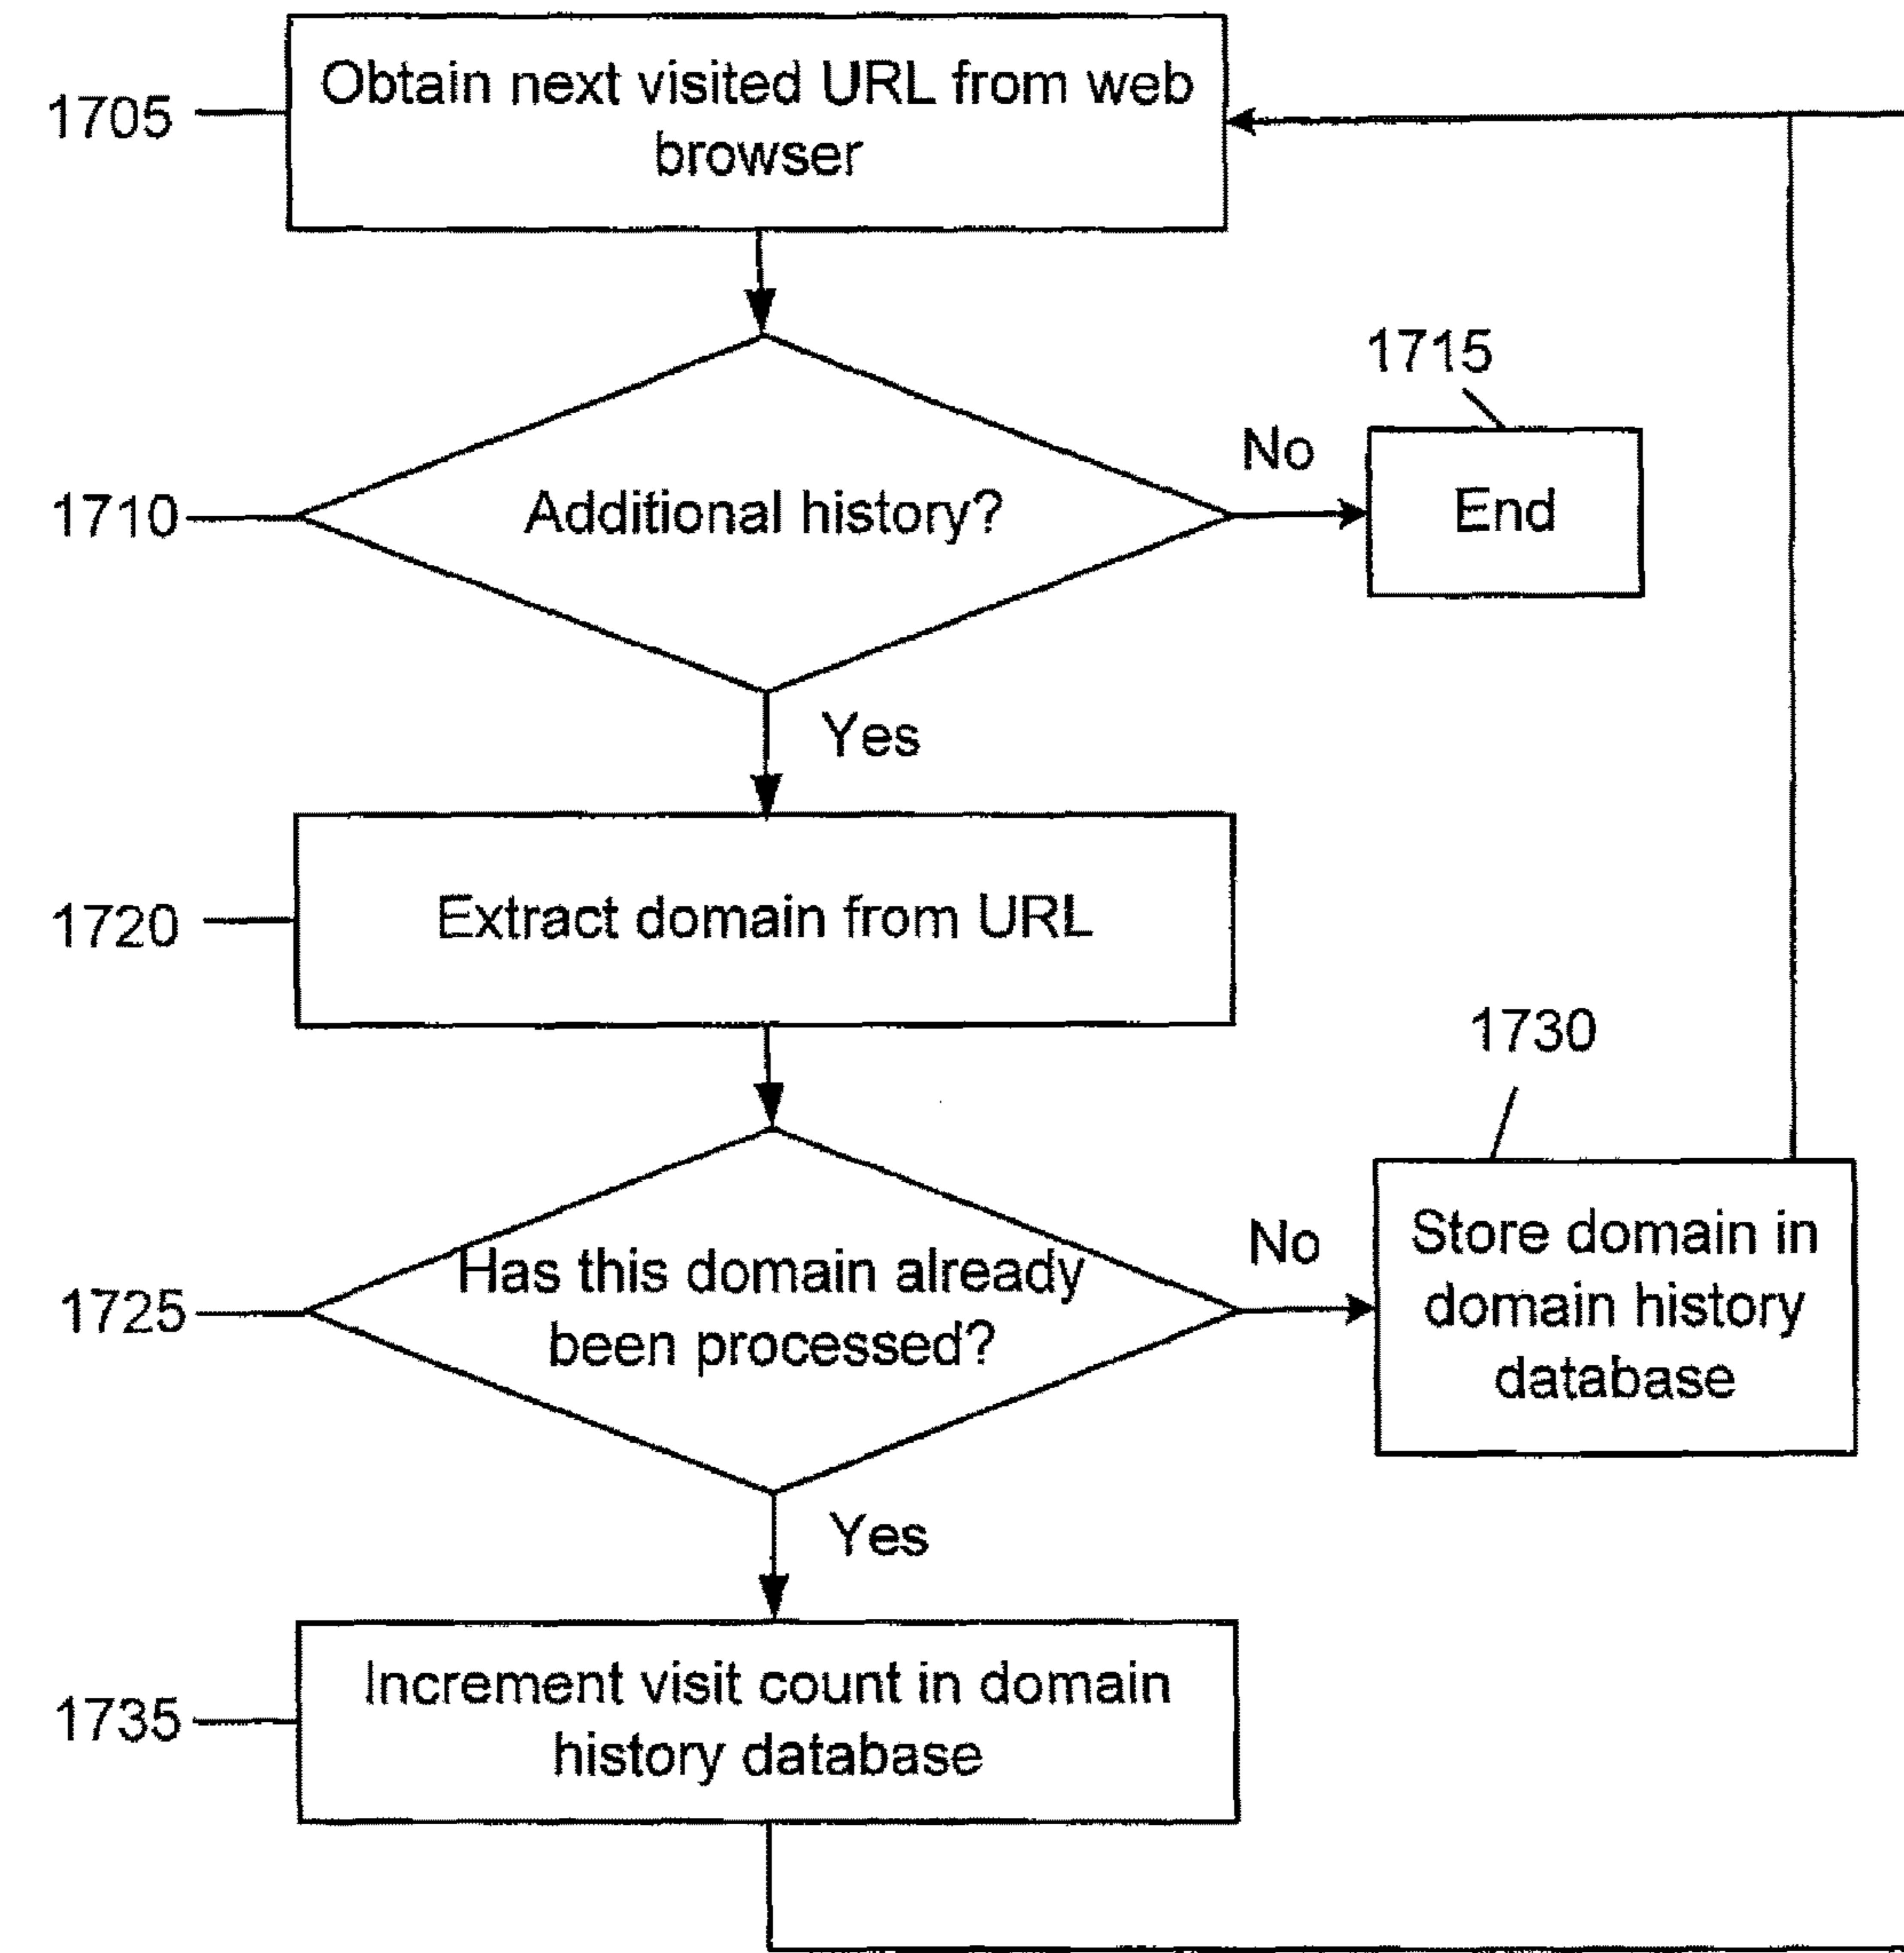 1705
Obtain next visited URL from web
browser
1710
Additional history?
No
1715
End
Yes
1720
Extract domain from URL
1725
Has this domain already
been processed?
No
1730
Store domain in
domain history
database
Yes
1735
Increment visit count in domain
history database